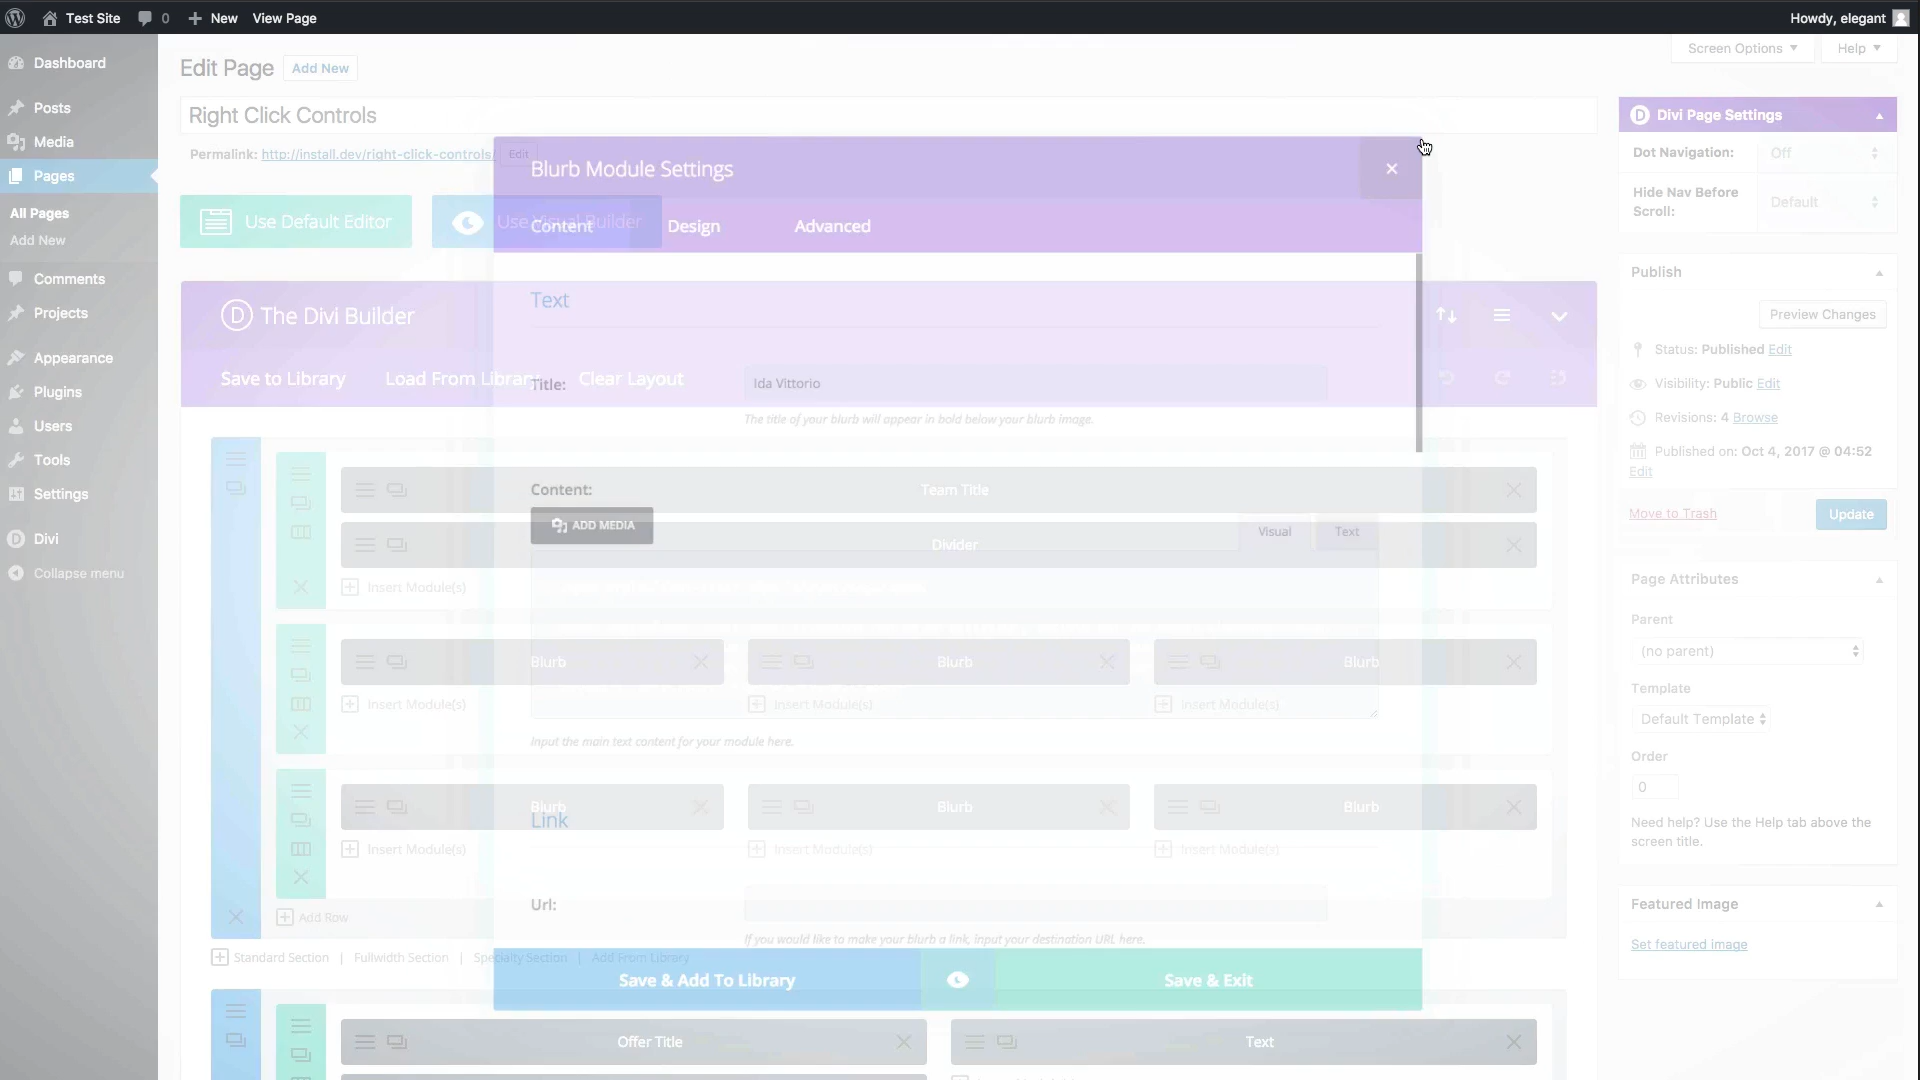 Test Site
0
New
View Page
Howdy, elegant
Dashboard
Posts
Media
Pages
All Pages
Add New
Comments
Projects
Appearance
Plugins
Users
Tools
Settings
Divi
Collapse menu
Edit Page
Add New
Screen Options
Help
Right Click Controls
Permalink: http://install.dev/right-click-controls/
Edit
Use Default Editor
Use Visual Builder
The Divi Builder
Save to Library
Load From Library
Clear Layout
Blurb Module Settings
Content
Design
Advanced
Text
Title:
Ida Vittorio
The title of your blurb will appear in bold below your blurb image.
Content:
ADD MEDIA
Visual
Text
Input the main text content for your module here.
Link
Url:
If you would like to make your blurb a link, input your destination URL here.
Save & Add To Library
Save & Exit
Team Title
Divider
Insert Module(s)
Blurb
Blurb
Blurb
Insert Module(s)
Insert Module(s)
Insert Module(s)
Blurb
Blurb
Blurb
Insert Module(s)
Insert Module(s)
Insert Module(s)
Add Row
Standard Section | Fullwidth Section | Specialty Section | Add From Library
Offer Title
Text
Divi Page Settings
Dot Navigation:
Off
Hide Nav Before
Scroll:
Default
Publish
Preview Changes
Status: Published Edit
Visibility: Public Edit
Revisions: 4 Browse
Published on: Oct 4, 2017 @ 04:52
Edit
Move to Trash
Update
Page Attributes
Parent
(no parent)
Template
Default Template
Order
0
Need help? Use the Help tab above the
screen title.
Featured Image
Set featured image